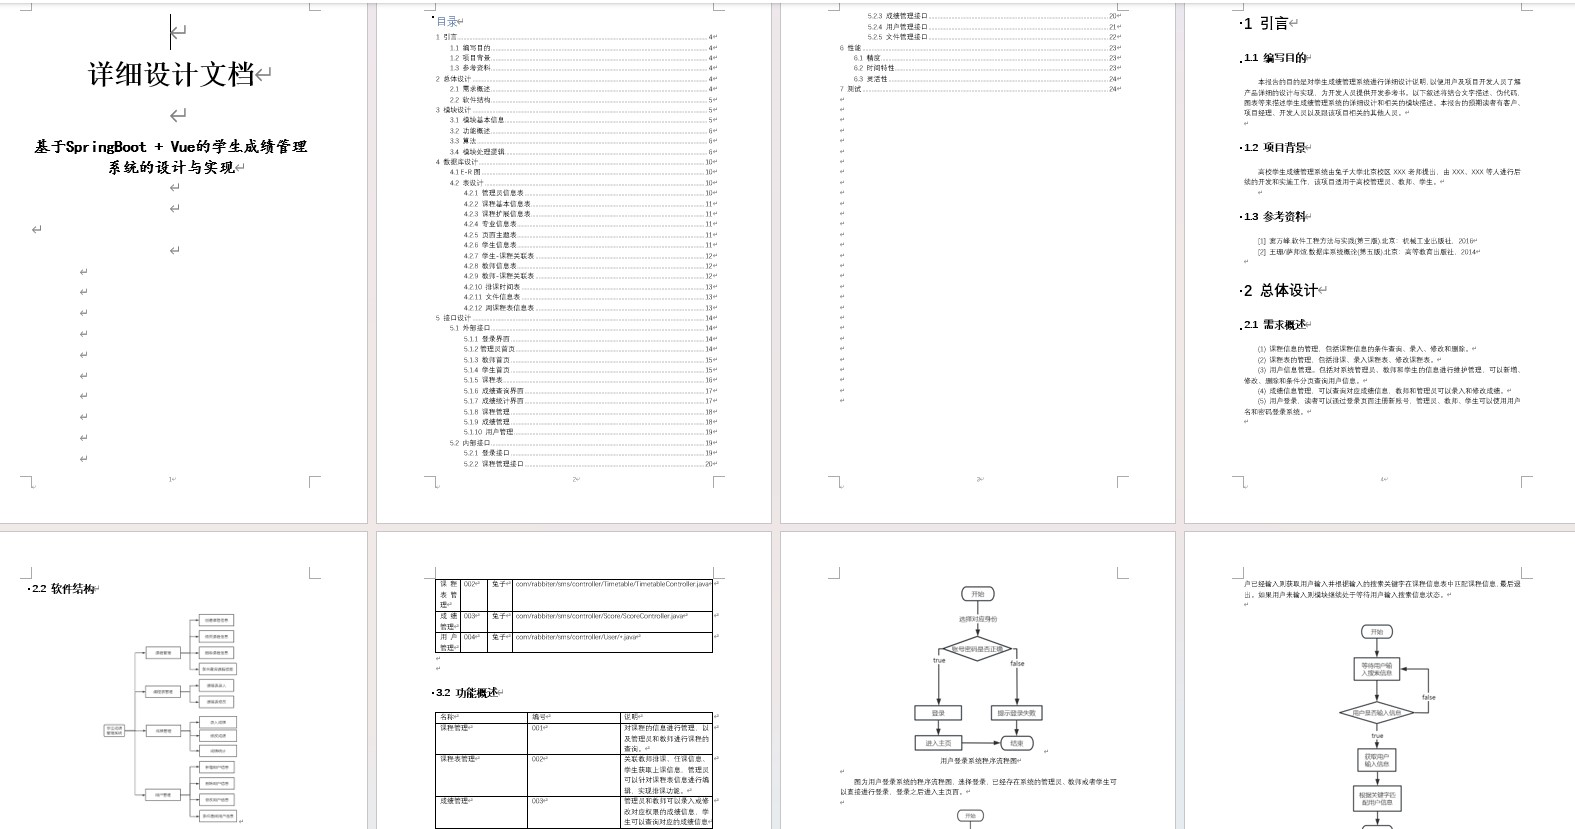 详细设计文档
基于SpringBoot + Vue的学生成绩管理
系统的设计与实现
1
目录
1 引言 4
1.1 编写目的 4
1.2 项目背景 4
1.3 参考资料 4
2 总体设计 4
2.1 需求概述 4
2.2 软件结构 5
3 模块设计 5
3.1 模块基本信息 5
3.2 功能概述 6
3.3 算法 6
3.4 模块处理逻辑 6
4 数据库设计 10
4.1 E-R 图 10
4.2 表设计 10
4.2.1 管理员信息表 10
4.2.2 课程基本信息表 11
4.2.3 课程扩展信息表 11
4.2.4 专业信息表 11
4.2.5 页面主题表 11
4.2.6 学生信息表 11
4.2.7 学生-课程关联表 12
4.2.8 教师信息表 12
4.2.9 教师-课程关联表 12
4.2.10 排课时间表 13
4.2.11 文件信息表 13
4.2.12 周课程表信息表 13
5 接口设计 14
5.1 外部接口 14
5.1.1 登录界面 14
5.1.2 管理员首页 14
5.1.3 教师首页 15
5.1.4 学生首页 15
5.1.5 课程表 16
5.1.6 成绩查询界面 17
5.1.7 成绩统计界面 17
5.1.8 课程管理 18
5.1.9 成绩管理 18
5.1.10 用户管理 19
5.2 内部接口 19
5.2.1 登录接口 19
5.2.2 课程管理接口 20
2
5.2.3 成绩管理接口 20
5.2.4 用户管理接口 21
5.2.5 文件管理接口 22
6 性能 23
6.1 精度 23
6.2 时间特性 23
6.3 灵活性 24
7 测试 24
3
1 引言
1.1 编写目的
本报告的目的是对学生成绩管理系统进行详细设计说明，以便用户及项目开发人员了解
产品详细的设计与实现，为开发人员提供开发参考书。以下叙述将结合文字描述、伪代码、
图表等来描述学生成绩管理系统的详细设计和相关的模块描述。本报告的预期读者有客户、
项目经理、开发人员以及跟该项目相关的其他人员。
1.2 项目背景
高校学生成绩管理系统由兔子大学北京校区 XXX 老师提出，由 XXX、XXX 等人进行后
续的开发和实施工作，该项目适用于高校管理员、教师、学生。
1.3 参考资料
[1] 窦万峰.软件工程方法与实践(第三版).北京：机械工业出版社，2016
[2] 王珊/萨师煊.数据库系统概论(第五版).北京：高等教育出版社，2014
2 总体设计
2.1 需求概述
(1) 课程信息的管理，包括课程信息的条件查询、录入、修改和删除。
(2) 课程表的管理，包括排课、录入课程表、修改课程表。
(3) 用户信息管理。包括对系统管理员、教师和学生的信息进行维护管理，可以新增、
修改、删除和条件分页查询用户信息。
(4) 成绩信息管理，可以查询对应成绩信息，教师和管理员可以录入和修改成绩。
(5) 用户登录，读者可以通过登录页面注册新账号，管理员、教师、学生可以使用用户
名和密码登录系统。
4
2.2 软件结构
课程表管理 002 兔子 com/rabbiter/sms/controller/Timetable/TimetableController.java
成绩管理 003 兔子 com/rabbiter/sms/controller/Score/ScoreController.java
用户管理 004 兔子 com/rabbiter/sms/controller/User/*.java
3.2 功能概述
名称 编号 说明
课程管理 001 对课程的信息进行管理，以
及管理员和教师进行课程的
查询。
课程表管理 002 关联教师排课、任课信息、
学生获取上课信息，管理员
可以针对课程表信息进行编
辑，实现排课功能。
成绩管理 003 管理员和教师可以录入或修
改对应权限的成绩信息，学
生可以查询对应的成绩信息
开始
选择对应身份
账号密码是否正确
true
false
登录
提示登录失败
进入主页
结束
用户登录系统程序流程图
图为用户登录系统的程序流程图，选择登录，已经存在系统的管理员、教师或者学生可
以直接进行登录，登录之后进入主页面。
开始
户已经输入则获取用户输入并根据输入的搜索关键字在课程信息表中匹配课程信息，最后退
出。如果用户未输入则模块继续处于等待用户输入搜索信息状态。
开始
等待用户输
入搜索信息
false
用户是否输入信息
true
获取用户
输入信息
根据关键字匹
配用户信息